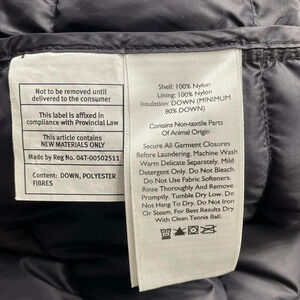 Not to be removed until
delivered to the consumer
This label is affixed in
compliance with Provincial Law
This article contains
NEW MATERIALS ONLY
Made by Reg No. 04T-00502511
Content: DOWN, POLYESTER
FIBRES
Shell: 100% Nylon
Lining: 100% Nylon
Insulation: DOWN (MINIMUM
80% DOWN)
Contains Non-textile Parts
Of Animal Origin
Secure All Garment Closures
Before Laundering. Machine Wash
Warm Delicate Separately. Mild
Detergent Only. Do Not Bleach.
Do Not Use Fabric Softeners.
Rinse Thoroughly And Remove
Promptly. Tumble Dry Low. Do
Not Hang To Dry. Do Not Iron
Or Steam. For Best Results Dry
With Clean Tennis Ball.